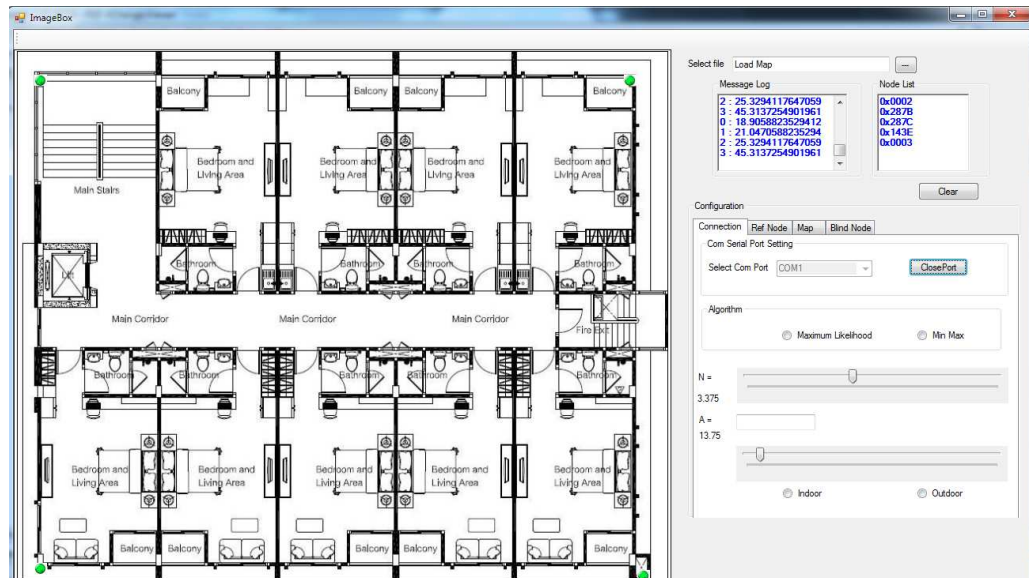 ImageBox
Select file Load Map ...
Message Log
2 : 25.3294117647059
3 : 45.3137254901961
0 : 18.9058823529412
1 : 21.0470588235294
2 : 25.3294117647059
3 : 45.3137254901961
Node List
0x0002
0x287B
0x287C
0x143E
0x0003
Clear
Configuration
Connection Ref Node Map Blind Node
Com Serial Port Setting
Select Com Port COM1 ClosePort
Algorithm
Maximum Likelihood Min Max
N =
3.375
A =
13.75
Indoor Outdoor
Balcony Balcony Balcony Balcony
Bedroom and Bedroom and Bedroom and Bedroom and
Living Area Living Area Living Area Living Area
Main Stairs
Bathroom Bathroom Bathroom Bathroom
Lift
Main Corridor Main Corridor Main Corridor
Fire Exit
Bathroom Bathroom Bathroom Bathroom Bathroom
Bedroom and Bedroom and Bedroom and Bedroom and Bedroom and
Living Area Living Area Living Area Living Area Living Area
Balcony Balcony Balcony Balcony Balcony